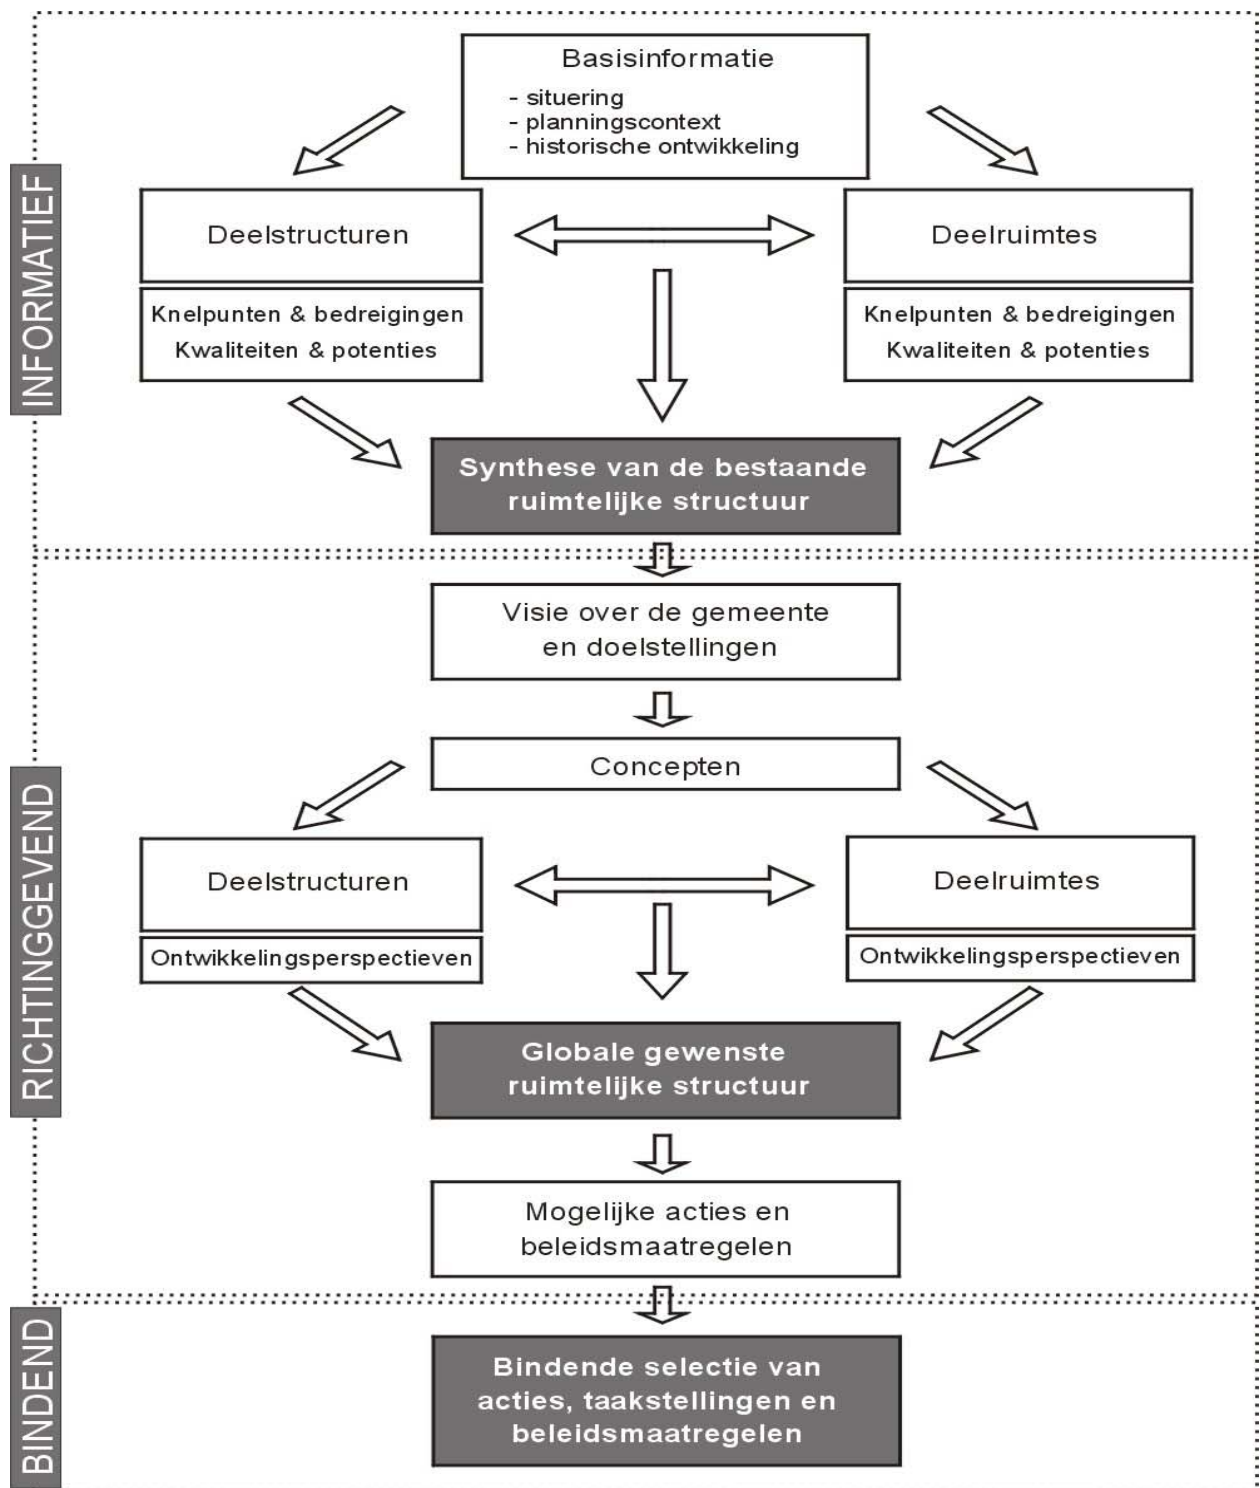 INFORMATIEF
Basisinformatie
- situering
- planningscontext
- historische ontwikkeling
Deelstructuren
Knelpunten & bedreigingen
Kwaliteiten & potenties
Deelruimtes
Knelpunten & bedreigingen
Kwaliteiten & potenties
Synthese van de bestaande
ruimtelijke structuur
RICHTINGGEVEND
Visie over de gemeente
en doelstellingen
Concepten
Deelstructuren
Ontwikkelingsperspectieven
Deelruimtes
Ontwikkelingsperspectieven
Globale gewenste
ruimtelijke structuur
Mogelijke acties en
beleidsmaatregelen
BINDEND
Bindende selectie van
acties, taakstellingen en
beleidsmaatregelen